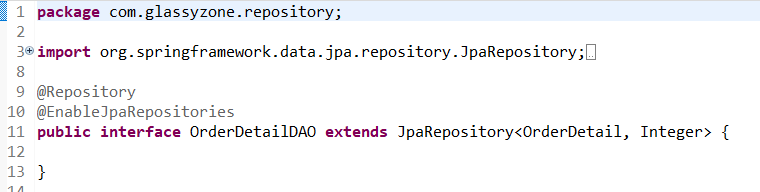 1 package com.glassyzone.repository;
2
3 import org.springframework.data.jpa.repository.JpaRepository;
8
9 @Repository
10 @EnableJpaRepositories
11 public interface OrderDetailDAO extends JpaRepository<OrderDetail, Integer> {
12
13 }
14